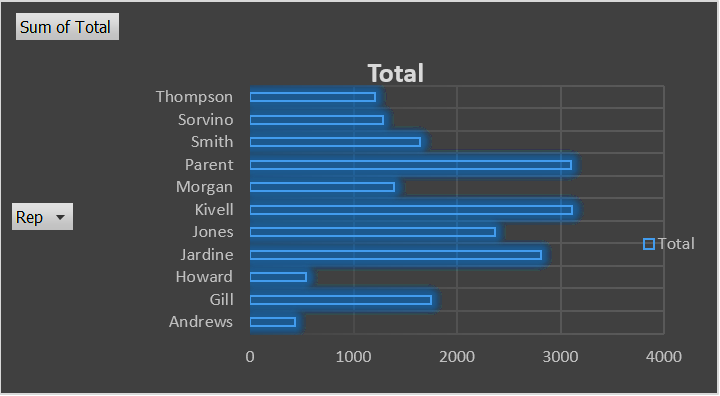 Sum of Total
Total
Thompson
Sorvino
Smith
Parent
Morgan
Kivell
Rep
Jones
Total
Jardine
Howard
Gill
Andrews
0 1000 2000 3000 4000